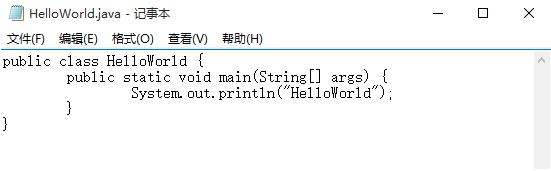 HelloWorld.java - 记事本
文件(F) 编辑(E) 格式(O) 查看(V) 帮助(H)
public class HelloWorld {
        public static void main(String[] args) {
                System.out.println("HelloWorld");
        }
}